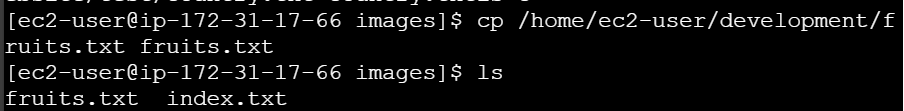 [ec2-user@ip-172-31-17-66 images]$ cp /home/ec2-user/development/f
ruits.txt fruits.txt
[ec2-user@ip-172-31-17-66 images]$ ls
fruits.txt  index.txt